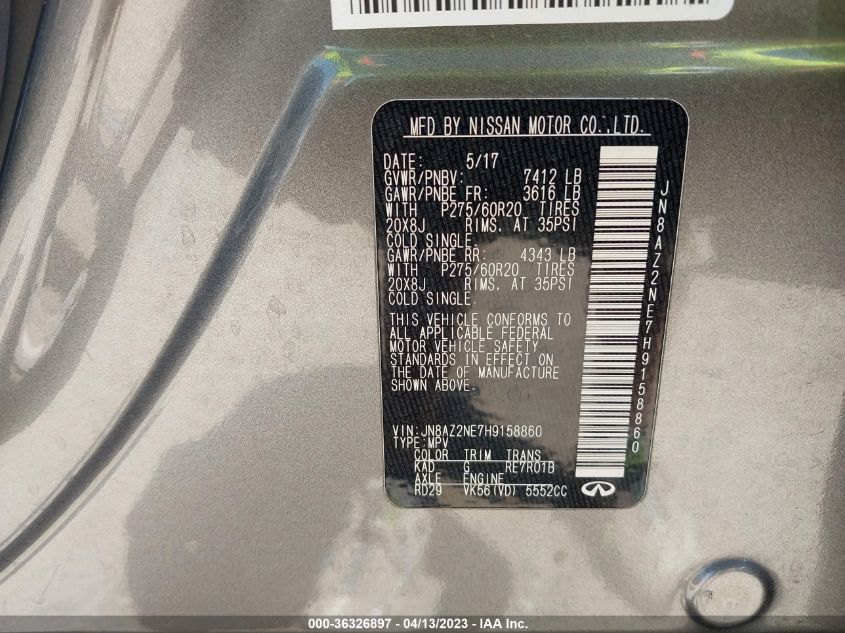 MFD BY NISSAN MOTOR CO.,LTD.
DATE: 5/17
GVWR/PNBV: 7412 LB
GAWR/PNBE FR: 3616 LB
WITH P275/60R20 TIRES
20X8J RIMS. AT 35PSI
COLD SINGLE.
GAWR/PNBE RR: 4343 LB
WITH P275/60R20 TIRES
20X8J RIMS. AT 35PSI
COLD SINGLE.
THIS VEHICLE CONFORMS TO
ALL APPLICABLE FEDERAL
MOTOR VEHICLE SAFETY
STANDARDS IN EFFECT ON
THE DATE OF MANUFACTURE
SHOWN ABOVE.
VIN:JN8AZ2NE7H9158860
TYPE:MPV
COLOR TRIM TRANS
KAD G RE7R01B
AXLE ENGINE
RD29 VK56(VD) 5552CC
JN8AZ2NE7H9158860
000-36326897 - 04/13/2023 - IAA Inc.